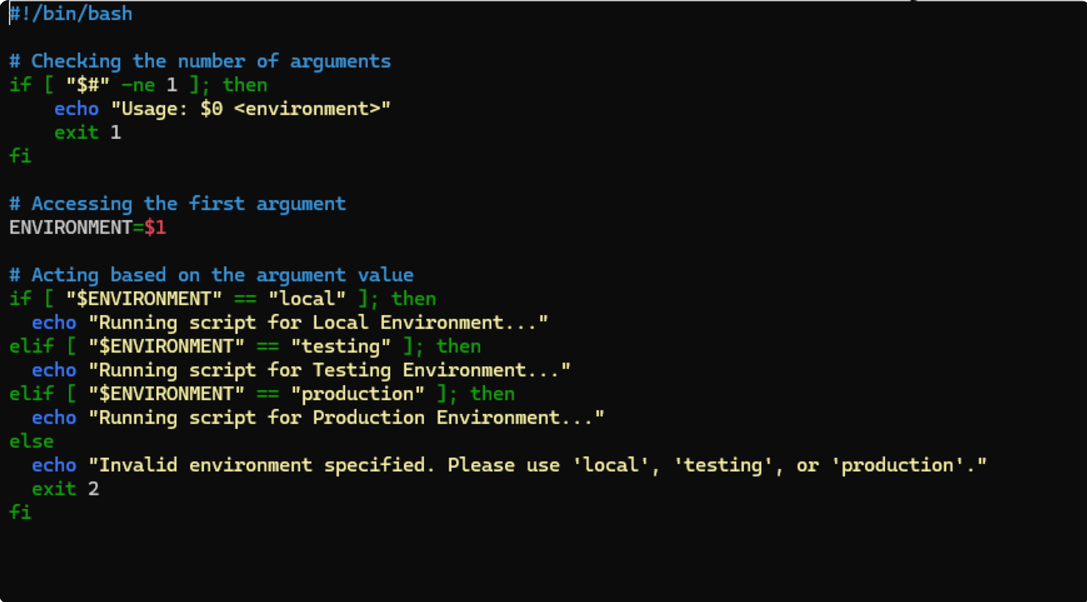 #!/bin/bash

# Checking the number of arguments
if [ "$#" -ne 1 ]; then
    echo "Usage: $0 <environment>"
    exit 1
fi

# Accessing the first argument
ENVIRONMENT=$1

# Acting based on the argument value
if [ "$ENVIRONMENT" == "local" ]; then
  echo "Running script for Local Environment..."
elif [ "$ENVIRONMENT" == "testing" ]; then
  echo "Running script for Testing Environment..."
elif [ "$ENVIRONMENT" == "production" ]; then
  echo "Running script for Production Environment..."
else
  echo "Invalid environment specified. Please use 'local', 'testing', or 'production'."
  exit 2
fi